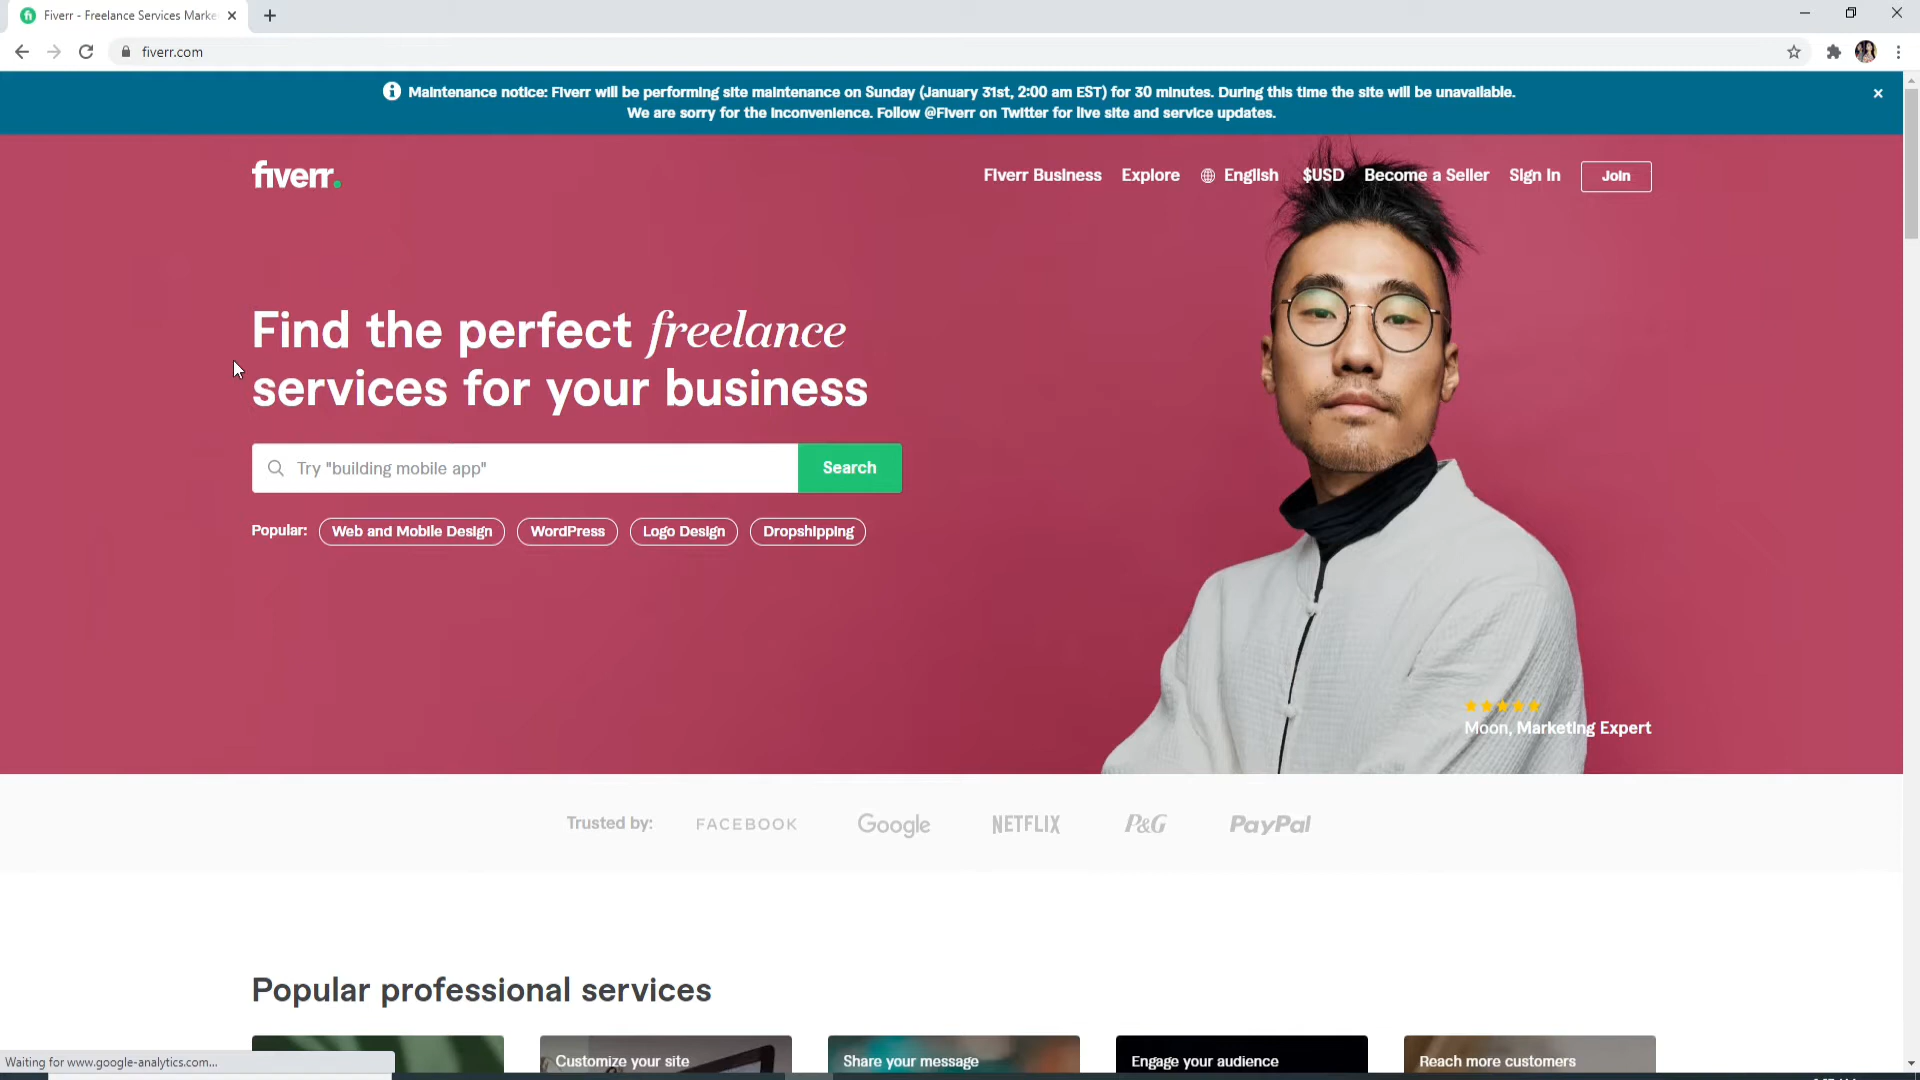 Fiverr - Freelance Services Marke
fiverr.com
Maintenance notice: Fiverr will be performing site maintenance on Sunday (January 31st, 2:00 am EST) for 30 minutes. During this time the site will be unavailable.
We are sorry for the inconvenience. Follow @Fiverr on Twitter for live site and service updates.
fiverr.
Fiverr Business Explore English $USD Become a Seller Sign In Join
Find the perfect freelance
services for your business
Try "building mobile app"
Search
Popular: Web and Mobile Design WordPress Logo Design Dropshipping
Moon, Marketing Expert
Trusted by: FACEBOOK Google NETFLIX P&G PayPal
Popular professional services
Customize your site Share your message Engage your audience Reach more customers
Waiting for www.google-analytics.com...